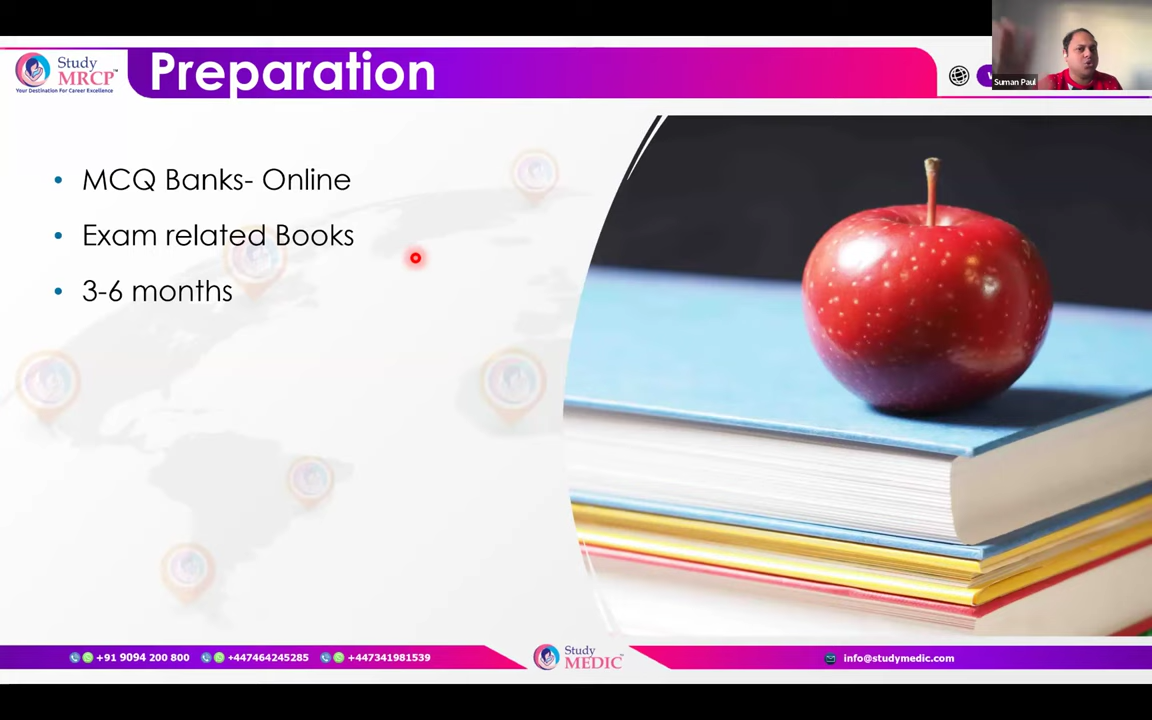 Study
MRCP™
Your Destination For Career Excellence
Preparation
Suman Paul
• MCQ Banks- Online
• Exam related Books
• 3-6 months
+91 9094 200 800
+447464245285
+447341981539
Study
MEDIC
info@studymedic.com